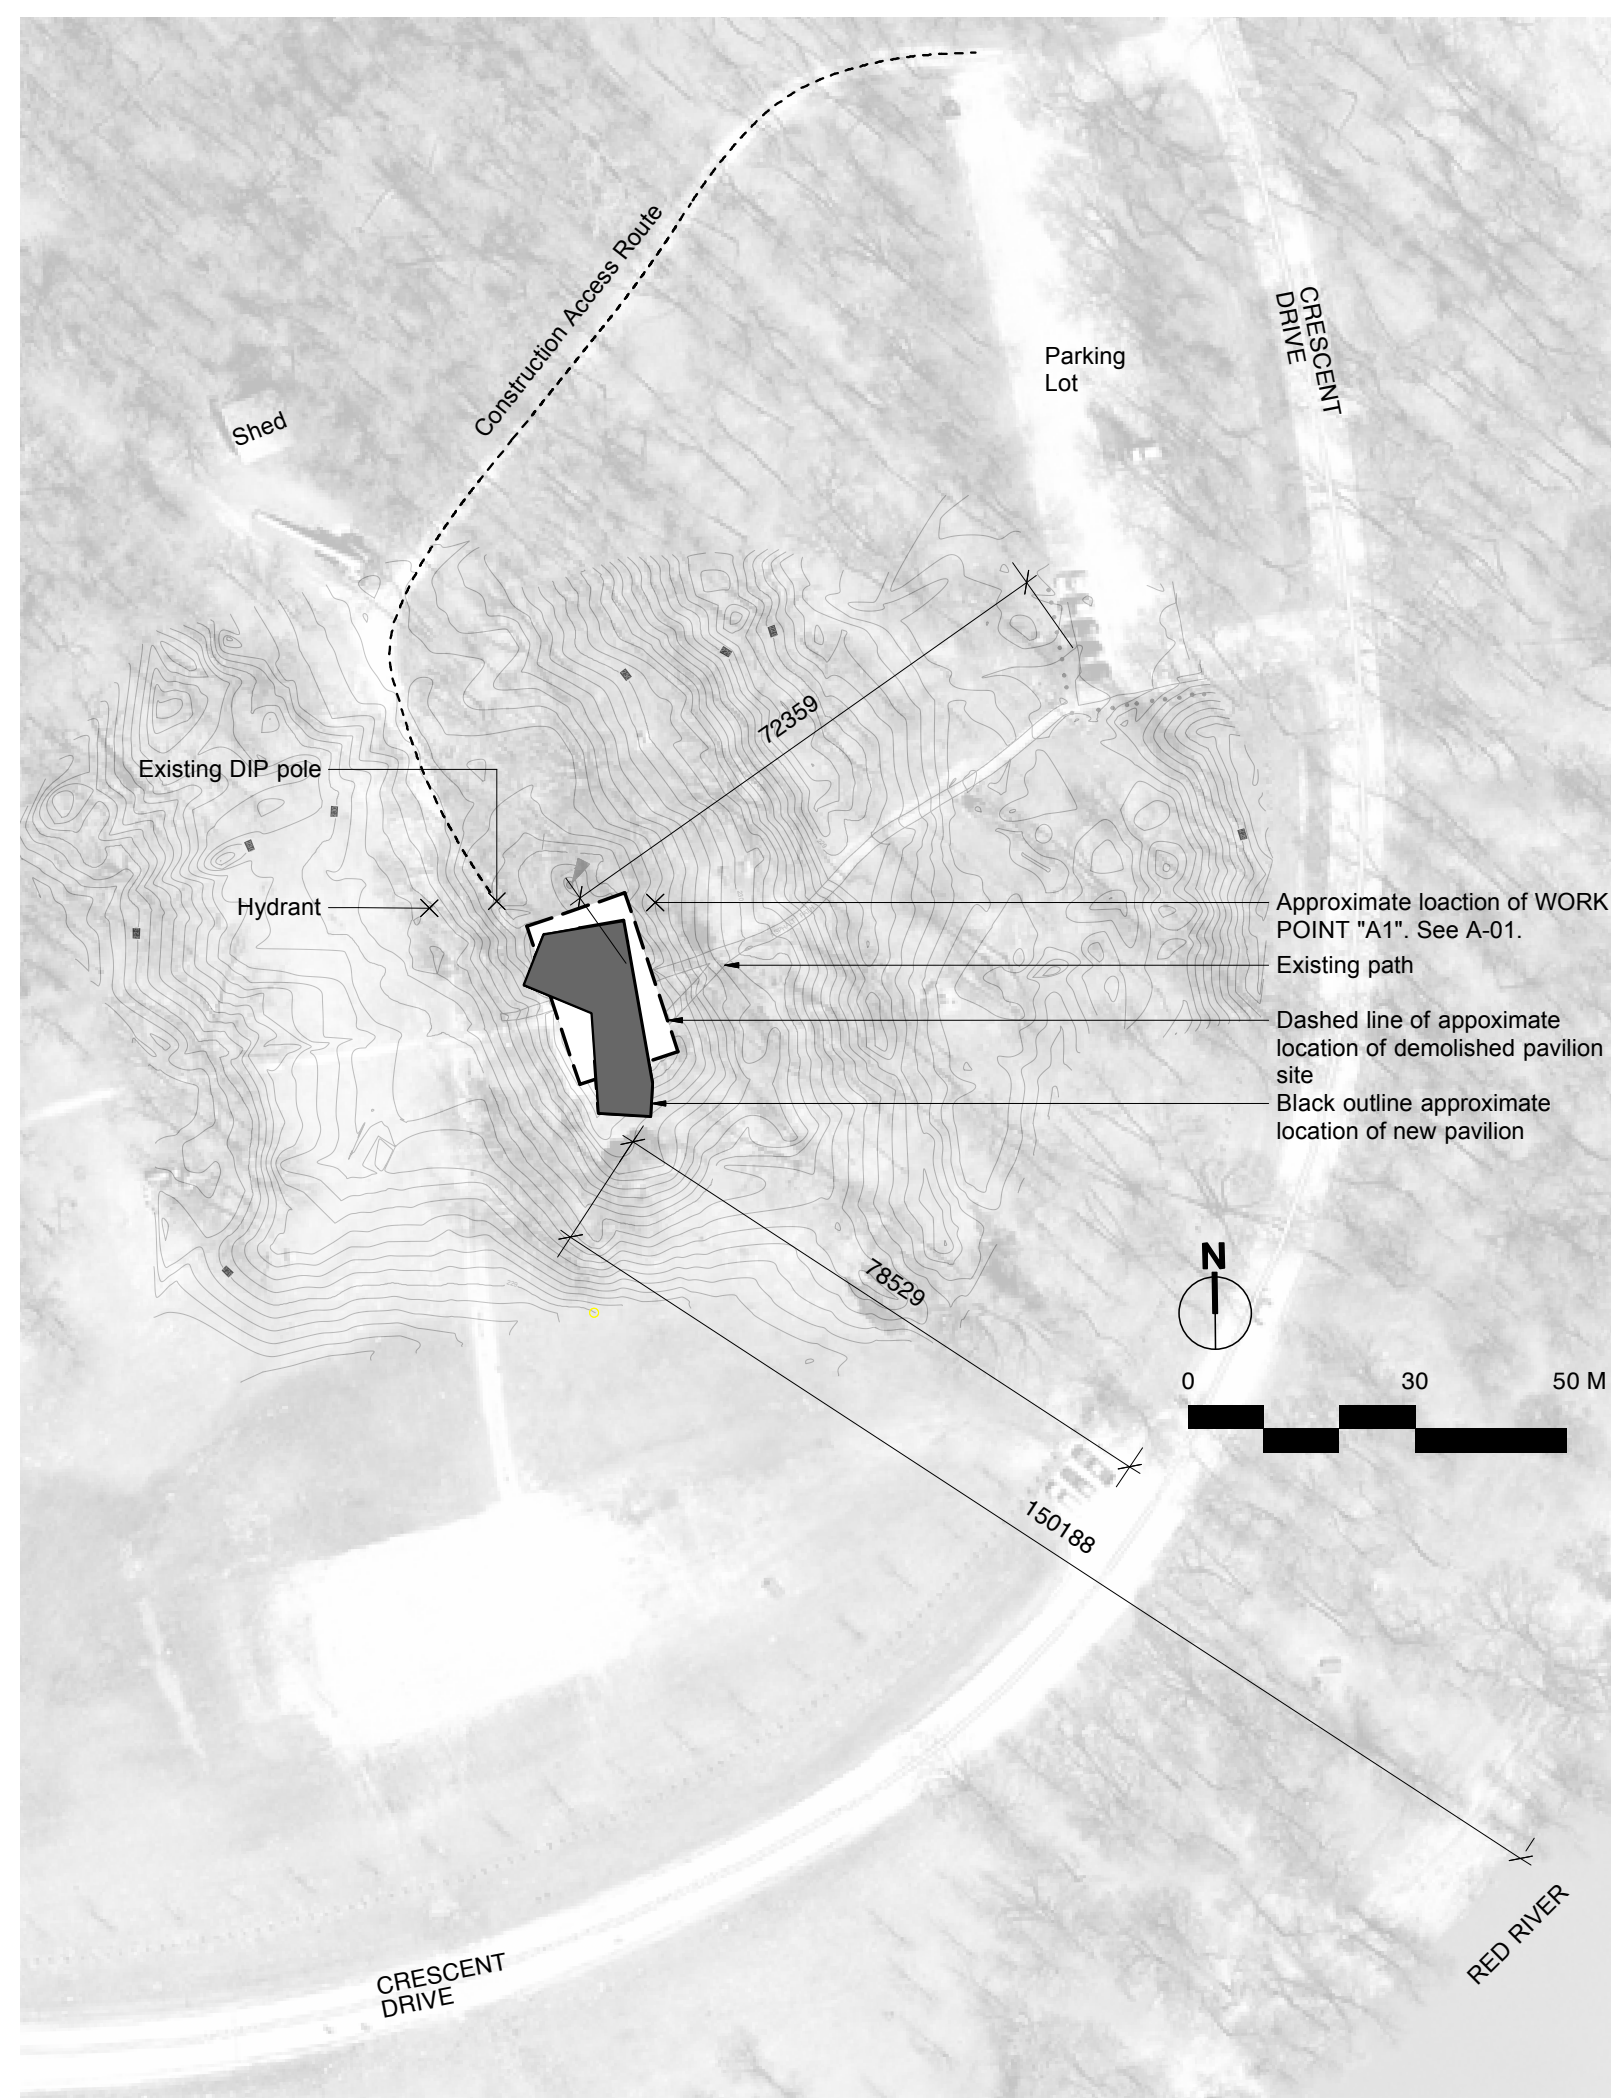 Construction Access Route
CRESCENT
DRIVE
Parking
Lot
Shed
72359
Existing DIP pole
Hydrant
Approximate loaction of WORK
POINT "A1". See A-01.
Existing path
Dashed line of appoximate
location of demolished pavilion
site
Black outline approximate
location of new pavilion
78529
N
0 30 50 M
150188
RED RIVER
CRESCENT
DRIVE